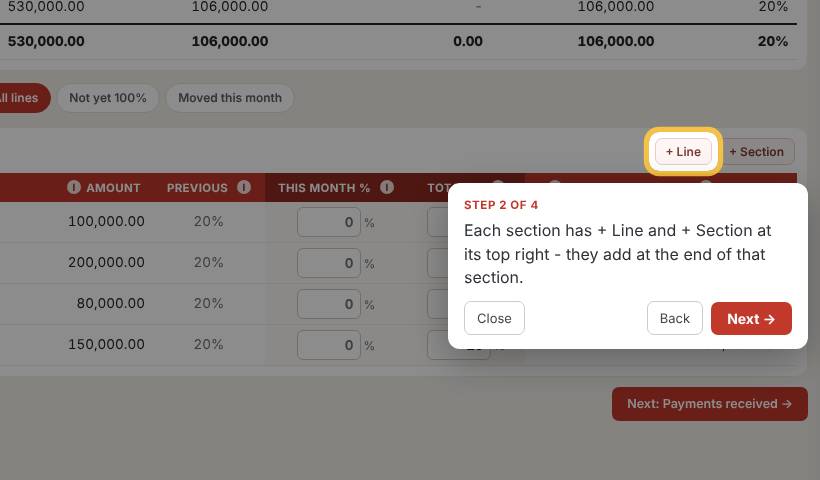 530,000.00 106,000.00 - 106,000.00 20%
530,000.00 106,000.00 0.00 106,000.00 20%
All lines Not yet 100% Moved this month
+ Line + Section
AMOUNT PREVIOUS THIS MONTH % TOT
100,000.00 20% 0 %
200,000.00 20% 0 %
80,000.00 20% 0 %
150,000.00 20% 0 %
STEP 2 OF 4
Each section has + Line and + Section at
its top right - they add at the end of that
section.
Close Back Next →
Next: Payments received →